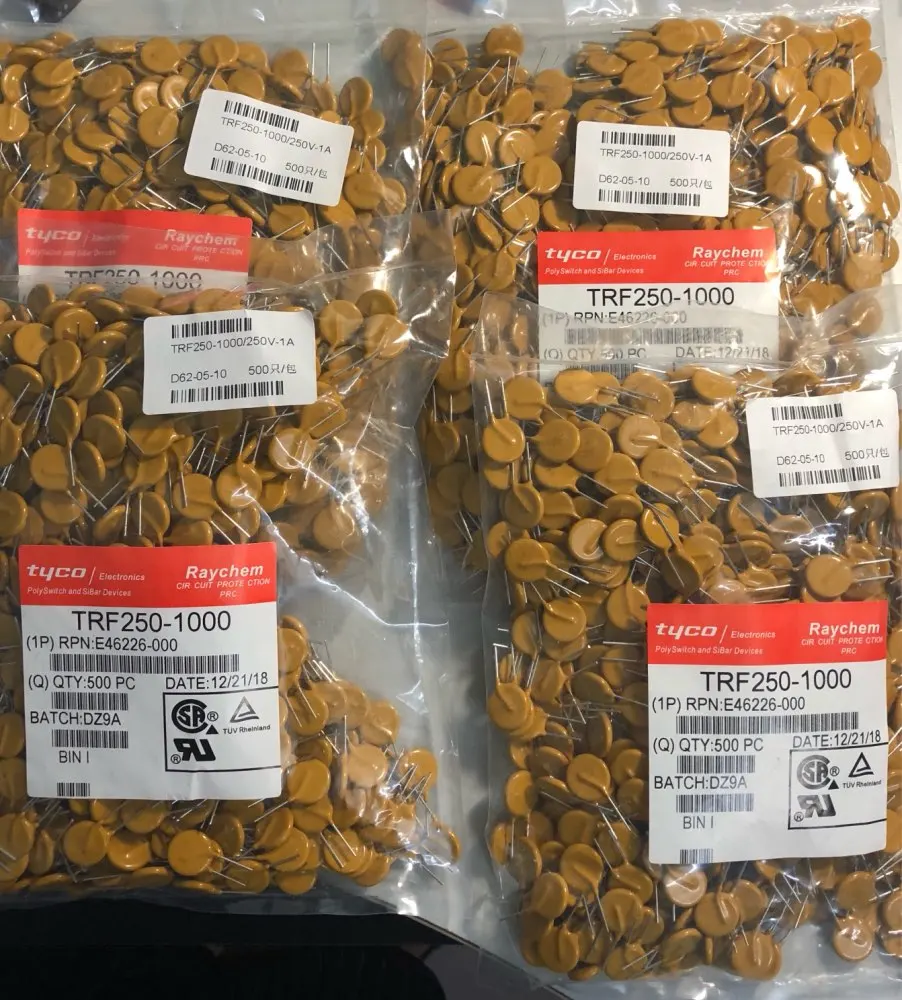 TRF250-1000/250V-1A
D62-05-10 500只/包
tyco / Electronics Raychem
PolySwitch and SiBar Devices CIR CUIT PROTE CTION
PRC
TRF250-1000
TRF250-1000/250V-1A
D62-05-10 500只/包
tyco / Electronics Raychem
PolySwitch and SiBar Devices CIR CUIT PROTE CTION
PRC
TRF250-1000
(1P) RPN:E46226-000
(Q) QTY:500 PC DATE:12/21/18
TRF250-1000/250V-1A
D62-05-10 500只/包
tyco / Electronics Raychem
PolySwitch and SiBar Devices CIR CUIT PROTE CTION
PRC
TRF250-1000
(1P) RPN:E46226-000
(Q) QTY:500 PC DATE:12/21/18
BATCH:DZ9A
BIN I
SA® TUV Rheinland
®RU
TRF250-1000/250V-1A
D62-05-10 500只/包
tyco / Electronics Raychem
PolySwitch and SiBar Devices CIR CUIT PROTE CTION
PRC
TRF250-1000
(1P) RPN:E46226-000
(Q) QTY:500 PC DATE:12/21/18
BATCH:DZ9A
BIN I
SA® TUV Rheinland
®RU